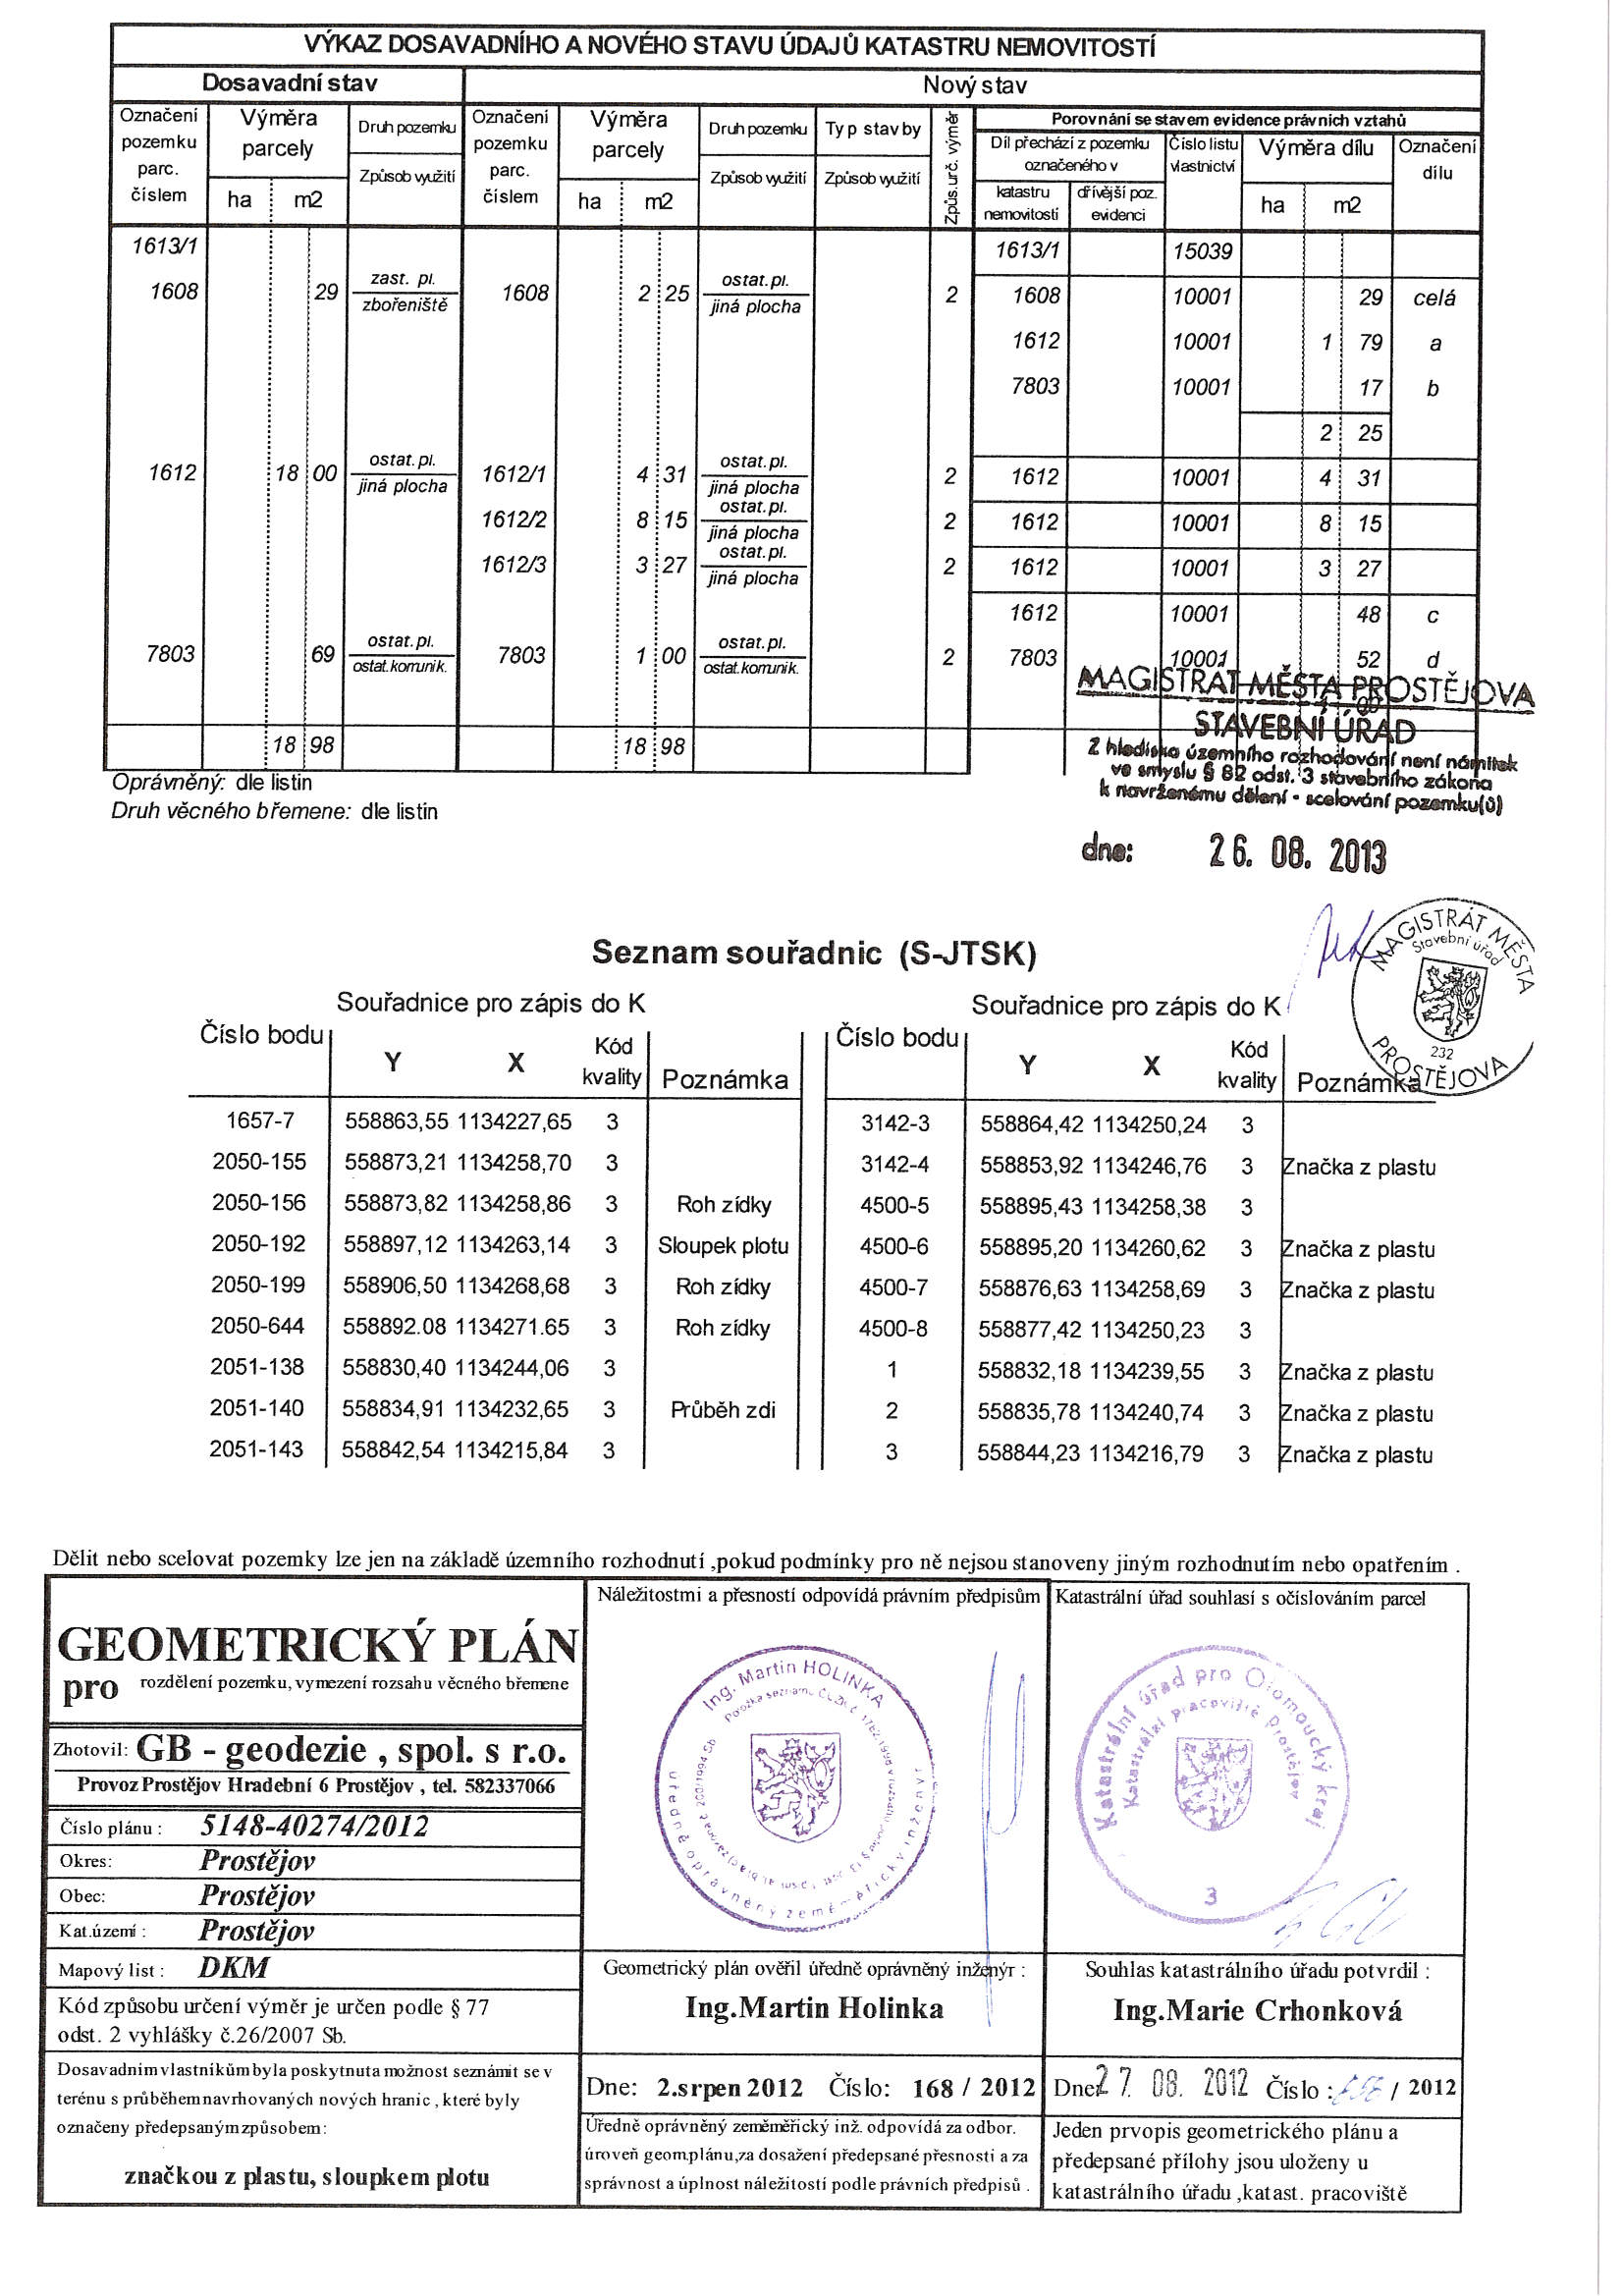 VÝKAZ DOSAVADNÍHO A NOVÉHO STAVU ÚDAJŮ KATASTRU NEMOVITOSTÍ
Dosavadní stav Nový stav
Označení pozemku parc. číslem Výměra parcely ha m2 Druh pozemku Způsob využití Označení pozemku parc. číslem Výměra parcely ha m2 Druh pozemku Způsob využití Typ stavby Způsob využití Způs.urč. výměr Porovnání se stavem evidence právních vztahů
Díl přechází z pozemku označeného v katastru nemovitostí dřívější poz. evidenci Číslo listu vlastnictví Výměra dílu ha m2 Označení dílu
1613/1 1613/1 15039
1608 29 zast. pl. zbořeniště 1608 2 25 ostat.pl. jiná plocha 2 1608 10001 29 celá
1612 10001 1 79 a
7803 10001 17 b
2 25
1612 18 00 ostat.pl. jiná plocha 1612/1 4 31 ostat.pl. jiná plocha 2 1612 10001 4 31
1612/2 8 15 ostat.pl. jiná plocha 2 1612 10001 8 15
1612/3 3 27 ostat.pl. jiná plocha 2 1612 10001 3 27
1612 10001 48 c
7803 69 ostat.pl. ostat.komunik. 7803 1 00 ostat.pl. ostat.komunik. 2 7803 10001 52 d
18 98 18 98
MAGISTRÁT MĚSTA PROSTĚJOVA
STAVEBNÍ ÚŘAD
Z hlediska územního rozhodování není námitek
ve smyslu § 82 odst. 3 stavebního zákona
k navrženému dělení - scelování pozemku(ů)
Oprávněný: dle listin
Druh věcného břemene: dle listin
dne: 26. 08. 2013
MAGISTRÁT MĚSTA PROSTĚJOVA
Stavební úřad
232
Seznam souřadnic (S-JTSK)
Souřadnice pro zápis do K Souřadnice pro zápis do K
Číslo bodu Y X Kód kvality Poznámka Číslo bodu Y X Kód kvality Poznámka
1657-7 558863,55 1134227,65 3 3142-3 558864,42 1134250,24 3
2050-155 558873,21 1134258,70 3 3142-4 558853,92 1134246,76 3 Značka z plastu
2050-156 558873,82 1134258,86 3 Roh zídky 4500-5 558895,43 1134258,38 3
2050-192 558897,12 1134263,14 3 Sloupek plotu 4500-6 558895,20 1134260,62 3 Značka z plastu
2050-199 558906,50 1134268,68 3 Roh zídky 4500-7 558876,63 1134258,69 3 Značka z plastu
2050-644 558892.08 1134271.65 3 Roh zídky 4500-8 558877,42 1134250,23 3
2051-138 558830,40 1134244,06 3 1 558832,18 1134239,55 3 Značka z plastu
2051-140 558834,91 1134232,65 3 Průběh zdi 2 558835,78 1134240,74 3 Značka z plastu
2051-143 558842,54 1134215,84 3 3 558844,23 1134216,79 3 Značka z plastu
Dělit nebo scelovat pozemky lze jen na základě územního rozhodnutí ,pokud podmínky pro ně nejsou stanoveny jiným rozhodnutím nebo opatřením .
GEOMETRICKÝ PLÁN
pro rozdělení pozemku, vymezení rozsahu věcného břemene
Zhotovil: GB - geodezie , spol. s r.o.
Provoz Prostějov Hradební 6 Prostějov , tel. 582337066
Číslo plánu : 5148-40274/2012
Okres: Prostějov
Obec: Prostějov
Kat.území : Prostějov
Mapový list : DKM
Kód způsobu určení výměr je určen podle § 77
odst. 2 vyhlášky č.26/2007 Sb.
Dosavadním vlastníkům byla poskytnuta možnost seznámit se v
terénu s průběhem navrhovaných nových hranic , které byly
označeny předepsaným způsobem:
značkou z plastu, sloupkem plotu
Náležitostmi a přesností odpovídá právním předpisům
Ing. Martin HOLINKA
úředně oprávněný zeměměřický inženýr
Geometrický plán ověřil úředně oprávněný inženýr :
Ing.Martin Holinka
Dne: 2.srpen 2012 Číslo: 168 / 2012
Úředně oprávněný zeměměřický inž. odpovídá za odbor.
úroveň geom.plánu,za dosažení předepsané přesnosti a za
správnost a úplnost náležitostí podle právních předpisů .
Katastrální úřad souhlasí s očíslováním parcel
Katastrální úřad pro Olomoucký kraj
Katastrální pracoviště Prostějov
3
Souhlas katastrálního úřadu potvrdil :
Ing.Marie Crhonková
Dne: 27. 08. 2012 Číslo : / 2012
Jeden prvopis geometrického plánu a
předepsané přílohy jsou uloženy u
katastrálního úřadu ,katast. pracoviště